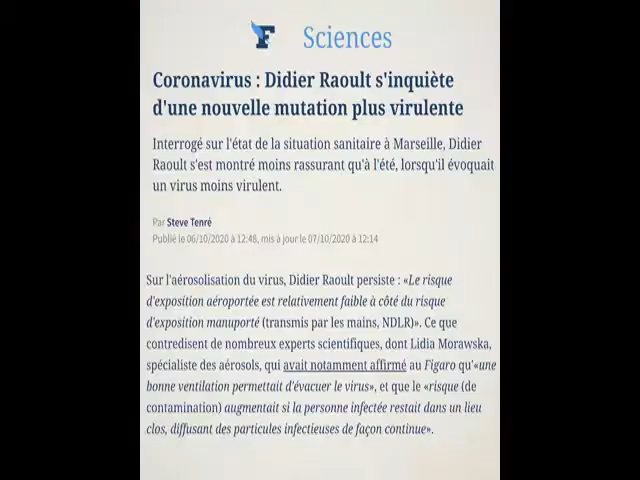 F Sciences
Coronavirus : Didier Raoult s'inquiète
d'une nouvelle mutation plus virulente
Interrogé sur l'état de la situation sanitaire à Marseille, Didier
Raoult s'est montré moins rassurant qu'à l'été, lorsqu'il évoquait
un virus moins virulent.
Par Steve Tenré
Publié le 06/10/2020 à 12:48, mis à jour le 07/10/2020 à 12:14
Sur l'aérosolisation du virus, Didier Raoult persiste : «Le risque
d'exposition aéroportée est relativement faible à côté du risque
d'exposition manuporté (transmis par les mains, NDLR)». Ce que
contredisent de nombreux experts scientifiques, dont Lidia Morawska,
spécialiste des aérosols, qui avait notamment affirmé au Figaro qu'«une
bonne ventilation permettait d'évacuer le virus», et que le «risque (de
contamination) augmentait si la personne infectée restait dans un lieu
clos, diffusant des particules infectieuses de façon continue».